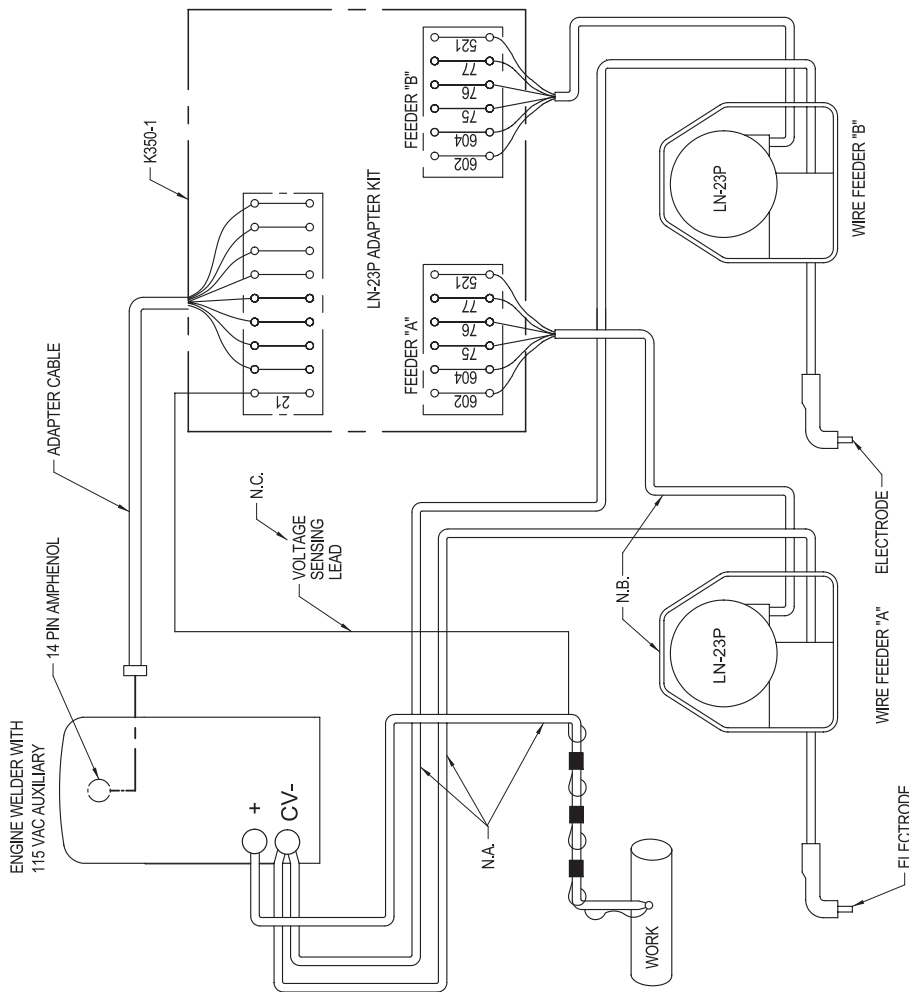 ENGINE WELDER WITH
115 VAC AUXILIARY
14 PIN AMPHENOL
ADAPTER CABLE
K350-1
+
CV-
N.C.
VOLTAGE
SENSING
LEAD
21
LN-23P ADAPTER KIT
FEEDER "A"
602
604
75
76
77
521
FEEDER "B"
602
604
75
76
77
521
N.A.
N.B.
WORK
LN-23P
WIRE FEEDER "A"
ELECTRODE
LN-23P
WIRE FEEDER "B"
ELECTRODE